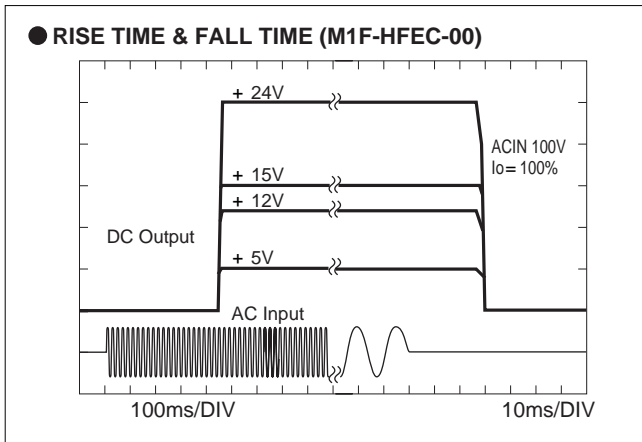 ● RISE TIME & FALL TIME (M1F-HFEC-00)
+ 24V
ACIN 100V
Io= 100%
+ 15V
+ 12V
DC Output
+ 5V
AC Input
100ms/DIV
10ms/DIV